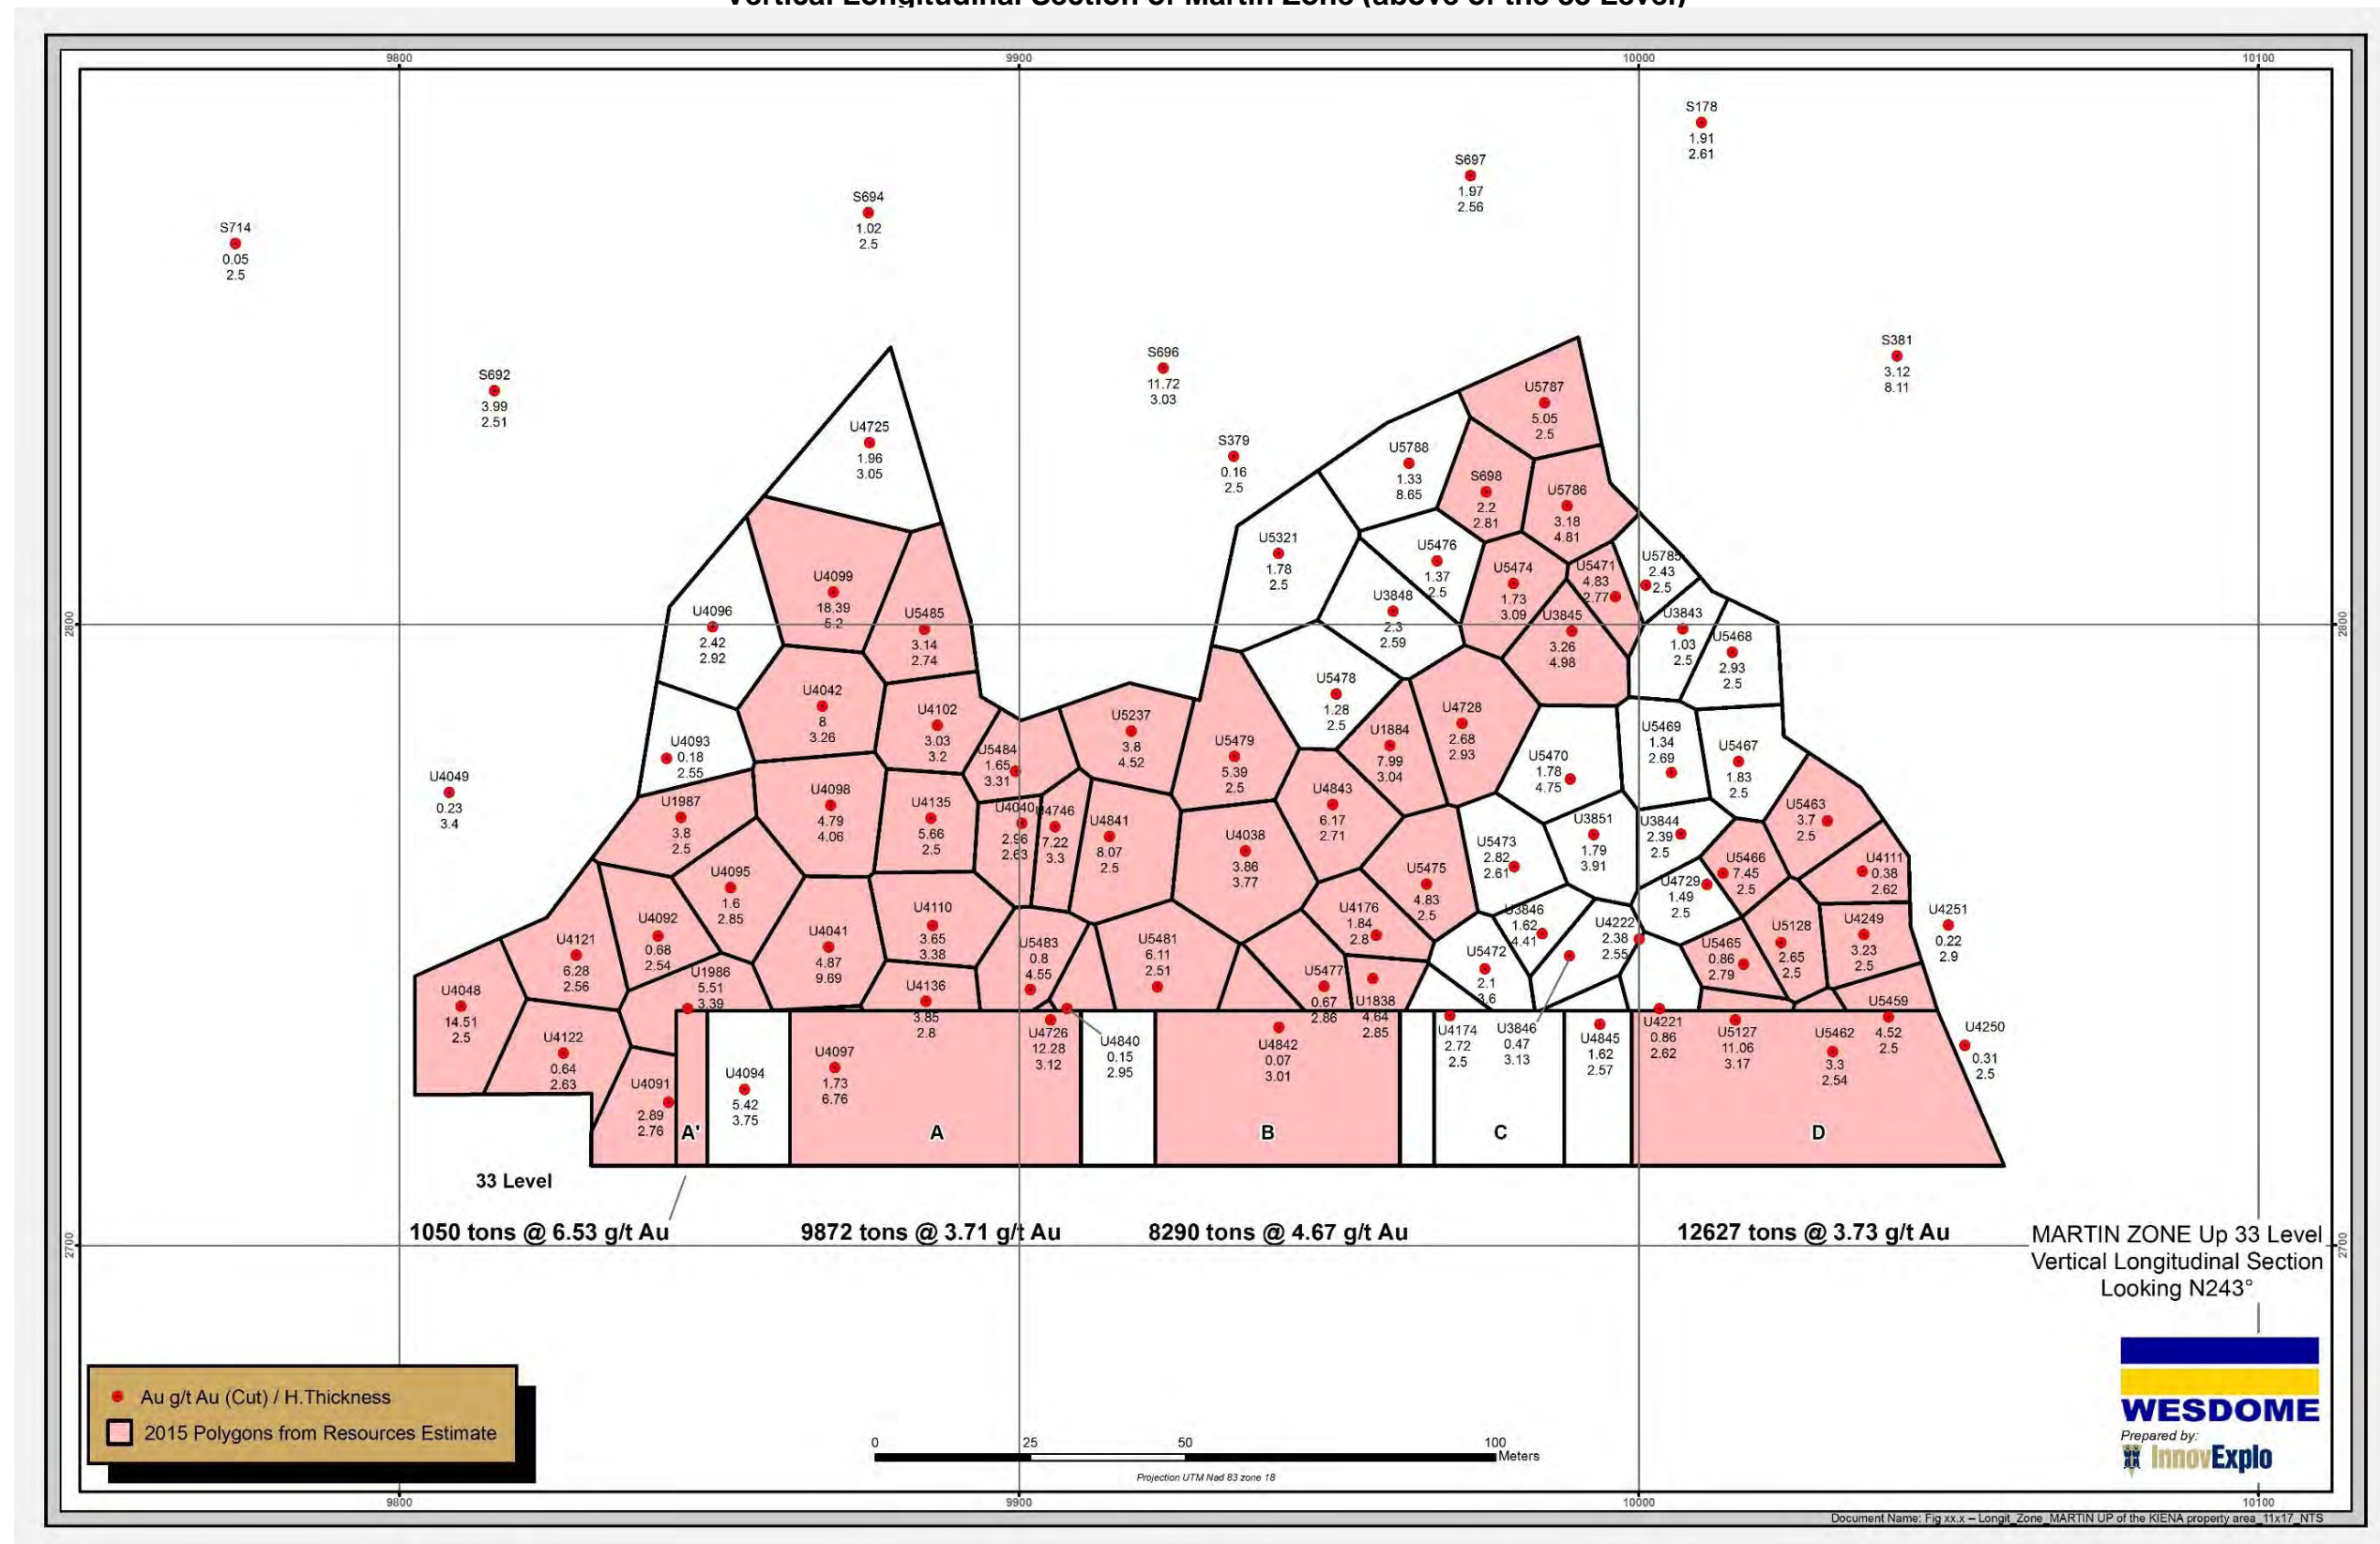 Vertical Longitudinal Section of Martin Zone (above of the 33 Level)
9800
9900
10000
10100
S178
1.91
2.61
S697
1.97
2.56
S694
1.02
2.5
S714
0.05
2.5
S381
3.12
8.11
S696
11.72
3.03
S692
3.99
2.51
U5787
5.05
2.5
U4725
1.96
3.05
S379
0.16
2.5
U5788
1.33
8.65
S698
2.2
2.81
U5786
3.18
4.81
U5321
1.78
2.5
U5476
1.37
2.5
U5474
1.73
3.09
U5471
4.83
2.77
U5785
2.43
2.5
U4099
18.39
5.2
U4096
2.42
2.92
U5485
3.14
2.74
U3848
2.3
2.59
U3845
3.26
4.98
U3843
1.03
2.5
U5468
2.93
2.5
2800
2800
U4042
8
3.26
U4102
3.03
3.2
U5237
3.8
4.52
U5478
1.28
2.5
U1884
7.99
3.04
U4728
2.68
2.93
U4093
0.18
2.55
U5484
1.65
3.31
U5479
5.39
2.5
U5470
1.78
4.75
U5469
1.34
2.69
U5467
1.83
2.5
U4049
0.23
3.4
U1987
3.8
2.5
U4098
4.79
4.06
U4135
5.66
2.5
U4040
2.96
2.63
U4746
7.22
3.3
U4841
8.07
2.5
U4038
3.86
3.77
U4843
6.17
2.71
U5473
2.82
2.61
U3851
1.79
3.91
U3844
2.39
2.5
U5463
3.7
2.5
U4095
1.6
2.85
U5475
4.83
2.5
U5466
7.45
2.5
U4111
0.38
2.62
U4729
1.49
2.5
U4121
6.28
2.56
U4092
0.68
2.54
U4041
4.87
9.69
U4110
3.65
3.38
U5483
0.8
4.55
U5481
6.11
2.51
U4176
1.84
2.8
U3846
1.62
4.41
U4222
2.38
2.55
U5472
2.1
3.6
U5465
0.86
2.79
U5128
2.65
2.5
U4249
3.23
2.5
U4251
0.22
2.9
U4048
14.51
2.5
U1986
5.51
3.39
U4136
3.85
2.8
U5477
0.67
2.86
U1838
4.64
2.85
U5459
4.52
2.5
U4122
0.64
2.63
U4091
2.89
2.76
U4094
5.42
3.75
U4097
1.73
6.76
U4726
12.28
3.12
U4840
0.15
2.95
U4842
0.07
3.01
U4174
2.72
2.5
U3846
0.47
3.13
U4845
1.62
2.57
U4221
0.86
2.62
U5127
11.06
3.17
U5462
3.3
2.54
U4250
0.31
2.5
A'
A
B
C
D
33 Level
1050 tons @ 6.53 g/t Au
9872 tons @ 3.71 g/t Au
8290 tons @ 4.67 g/t Au
12627 tons @ 3.73 g/t Au
2700
2700
MARTIN ZONE Up 33 Level
Vertical Longitudinal Section
Looking N243°
Au g/t Au (Cut) / H.Thickness
2015 Polygons from Resources Estimate
0
25
50
100
Meters
Projection UTM Nad 83 zone 18
WESDOME
Prepared by:
InnovExplo
9800
9900
10000
10100
Document Name: Fig xx.x – Longit_Zone_MARTIN UP of the KIENA property area_11x17_NTS